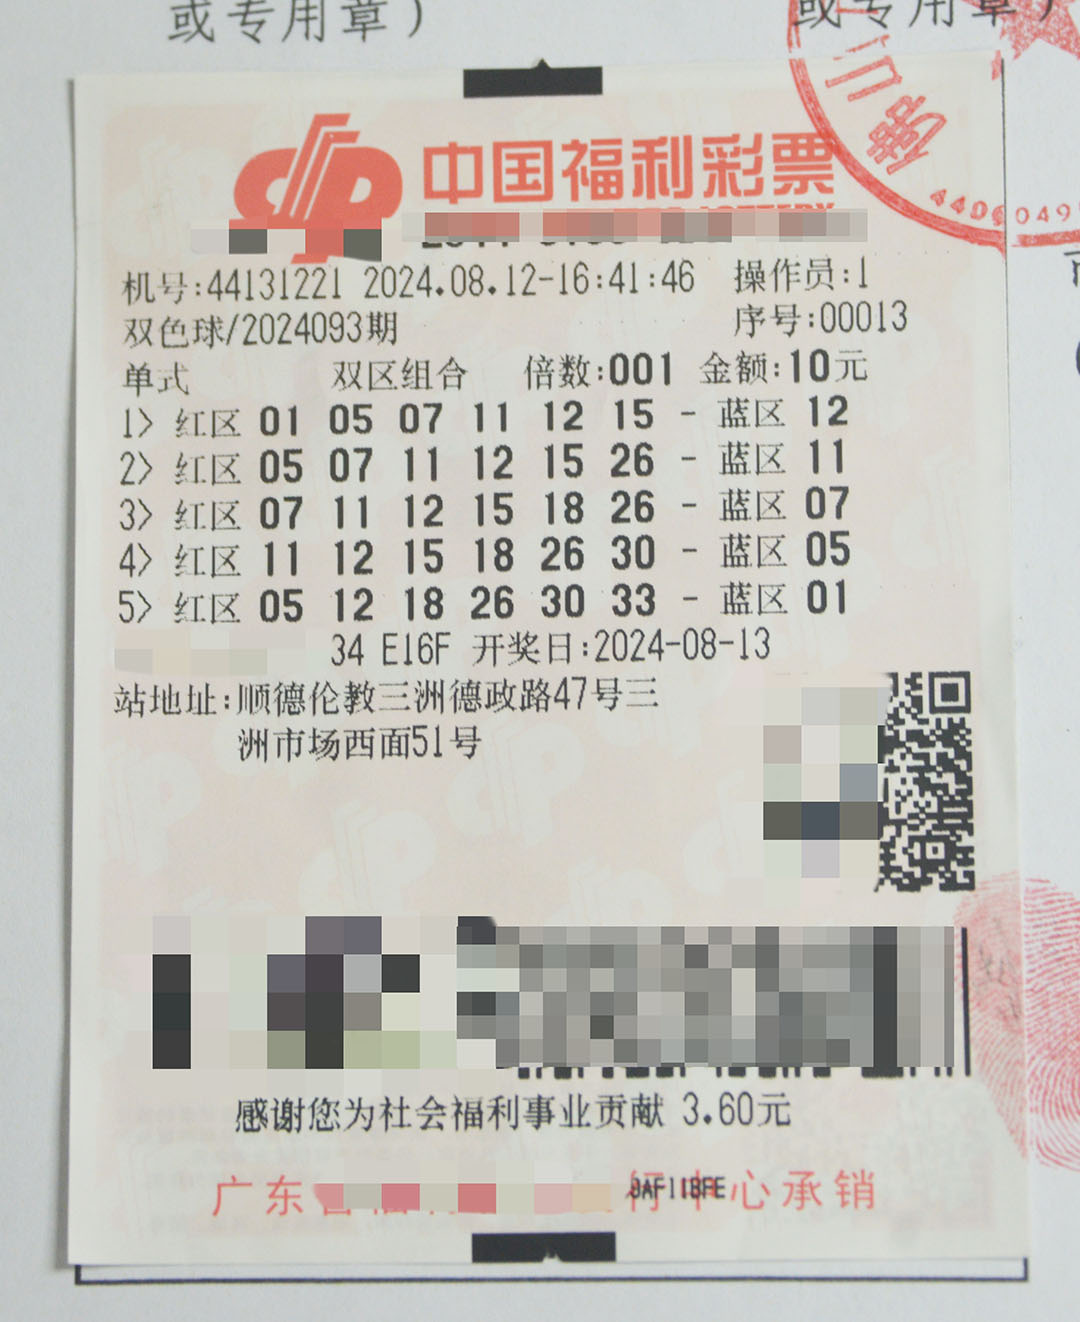 或专用章）
或专用章）
佛山
中国福利彩票
机号:44131221 2024.08.12-16:41:46 操作员:1
双色球/2024093期 序号:00013
单式 双区组合 倍数:001 金额:10元
1> 红区 01 05 07 11 12 15 - 蓝区 12
2> 红区 05 07 11 12 15 26 - 蓝区 11
3> 红区 07 11 12 15 18 26 - 蓝区 07
4> 红区 11 12 15 18 26 30 - 蓝区 05
5> 红区 05 12 18 26 30 33 - 蓝区 01
34 E16F 开奖日:2024-08-13
站地址:顺德伦教三洲德政路47号三
洲市场西面51号
感谢您为社会福利事业贡献 3.60元
广东 心承销